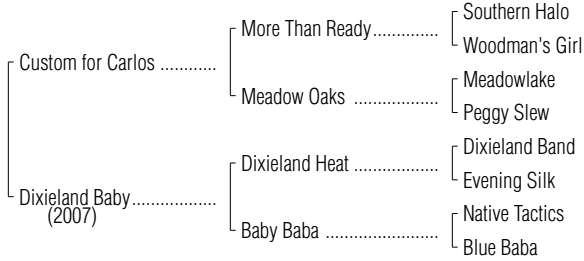 Southern Halo
More Than Ready..............
Woodman's Girl
Custom for Carlos ............
Meadowlake
Meadow Oaks ..................
Peggy Slew
Dixieland Band
Dixieland Heat ..................
Evening Silk
Dixieland Baby..................
(2007)
Native Tactics
Baby Baba ........................
Blue Baba